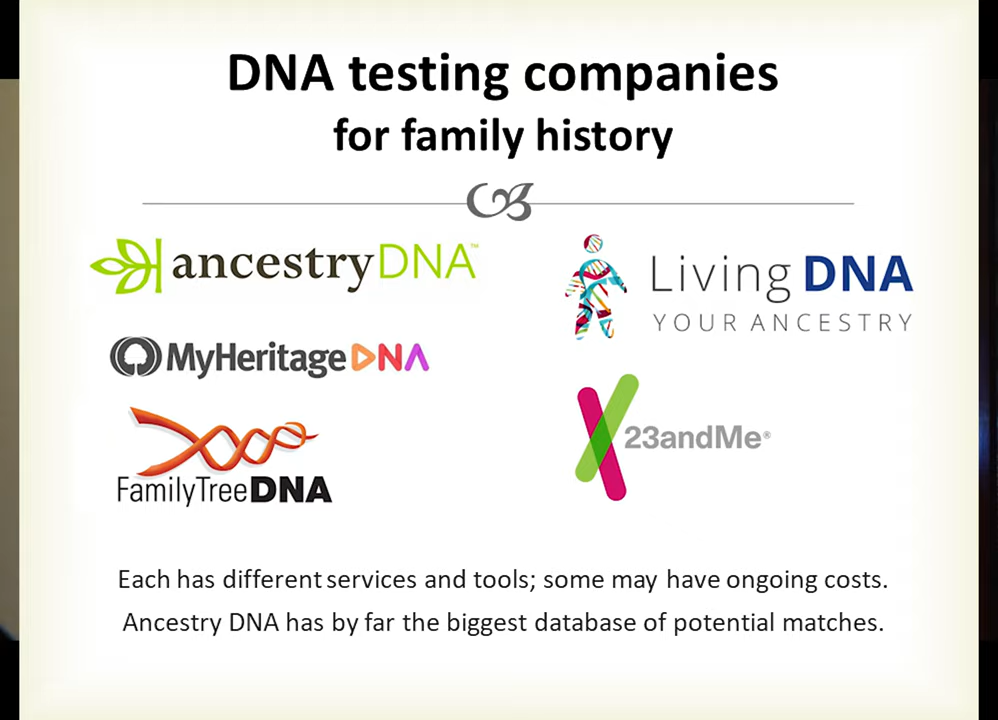 DNA testing companies
for family history
ancestryDNA™
Living DNA
YOUR ANCESTRY
MyHeritage DNA
23andMe®
FamilyTreeDNA
Each has different services and tools; some may have ongoing costs.
Ancestry DNA has by far the biggest database of potential matches.